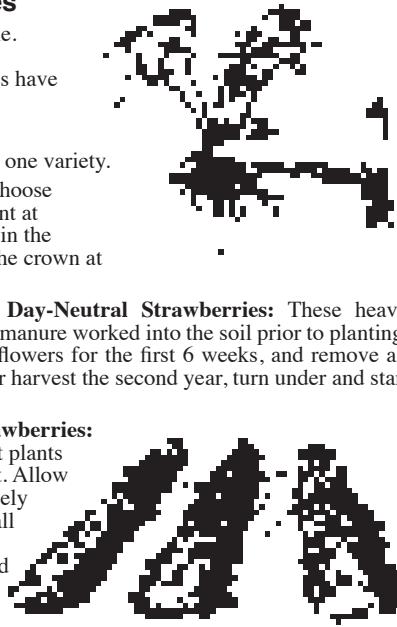 es
e.
s have
one variety.
hoose
nt at
in the
he crown at
Day-Neutral Strawberries: These heav
manure worked into the soil prior to planting
flowers for the first 6 weeks, and remove a
r harvest the second year, turn under and star
wberries:
t plants
t. Allow
ely
all
d